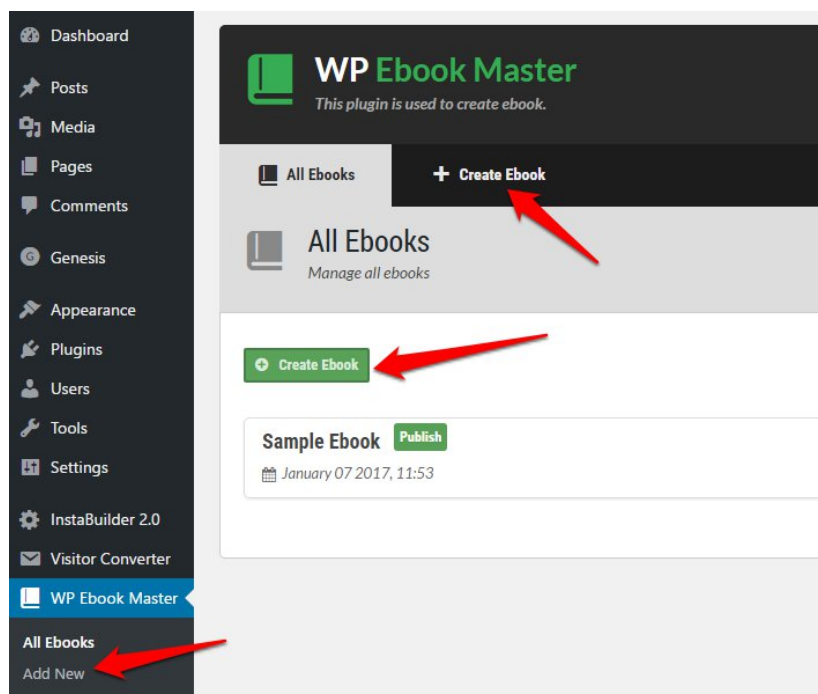 Dashboard
Posts
Media
Pages
Comments
G Genesis
Appearance
Plugins
Users
Tools
Settings
InstaBuilder 2.0
Visitor Converter
WP Ebook Master
All Ebooks
Add New
WP Ebook Master
This plugin is used to create ebook.
All Ebooks
Create Ebook
All Ebooks
Manage all ebooks
Create Ebook
Sample Ebook Publish
January 07 2017, 11:53